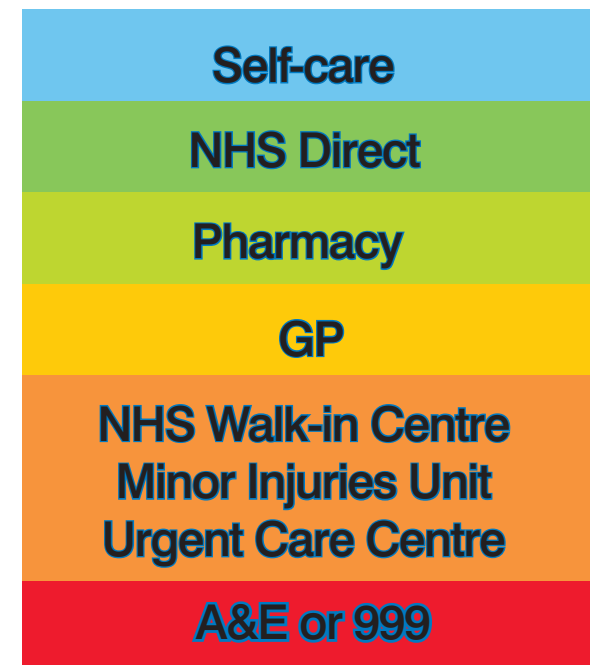 Self-care
NHS Direct
Pharmacy
GP
NHS Walk-in Centre
Minor Injuries Unit
Urgent Care Centre
A&E or 999